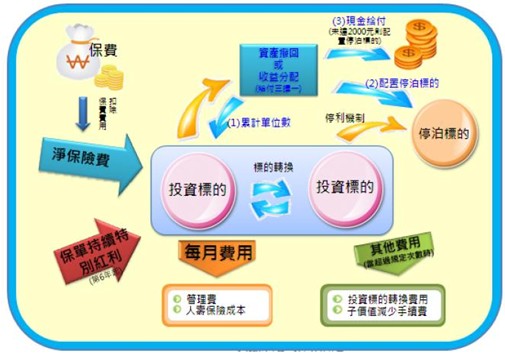 保費
扣除
保費費用
淨保險費
保單持續特
別紅利
資產撥回
或
收益分配
(給付三擇一)
(1)累計單位數
(3)現金給付
(未達2000元則配
置停泊標的)
(2)配置停泊標的
停利機制
停泊標的
投資標的
標的轉換
投資標的
每月費用
管理費
人壽保險成本
其他費用
(當超過規定次數時)
投資標的轉換費用
子價值減少手續費